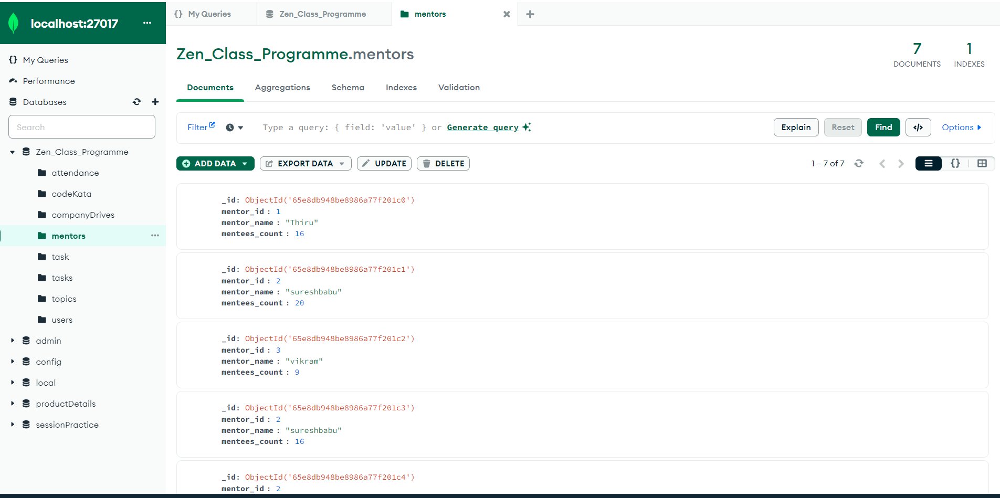 localhost:27017 ...
{} My Queries
Performance
Databases
Search
Zen_Class_Programme
attendance
codeKata
companyDrives
mentors ...
task
tasks
topics
users
admin
config
local
productDetails
sessionPractice
{} My Queries Zen_Class_Programme mentors
Zen_Class_Programme.mentors
7 1
DOCUMENTS INDEXES
Documents Aggregations Schema Indexes Validation
Filter Type a query: { field: 'value' } or Generate query Explain Reset Find </> Options
ADD DATA EXPORT DATA UPDATE DELETE 1 – 7 of 7 {}
_id: ObjectId('65e8db948be8986a77f201c0')
mentor_id : 1
mentor_name : "Thiru"
mentees_count : 16
_id: ObjectId('65e8db948be8986a77f201c1')
mentor_id : 2
mentor_name : "sureshbabu"
mentees_count : 20
_id: ObjectId('65e8db948be8986a77f201c2')
mentor_id : 3
mentor_name : "vikram"
mentees_count : 9
_id: ObjectId('65e8db948be8986a77f201c3')
mentor_id : 2
mentor_name : "sureshbabu"
mentees_count : 16
_id: ObjectId('65e8db948be8986a77f201c4')
mentor_id : 2